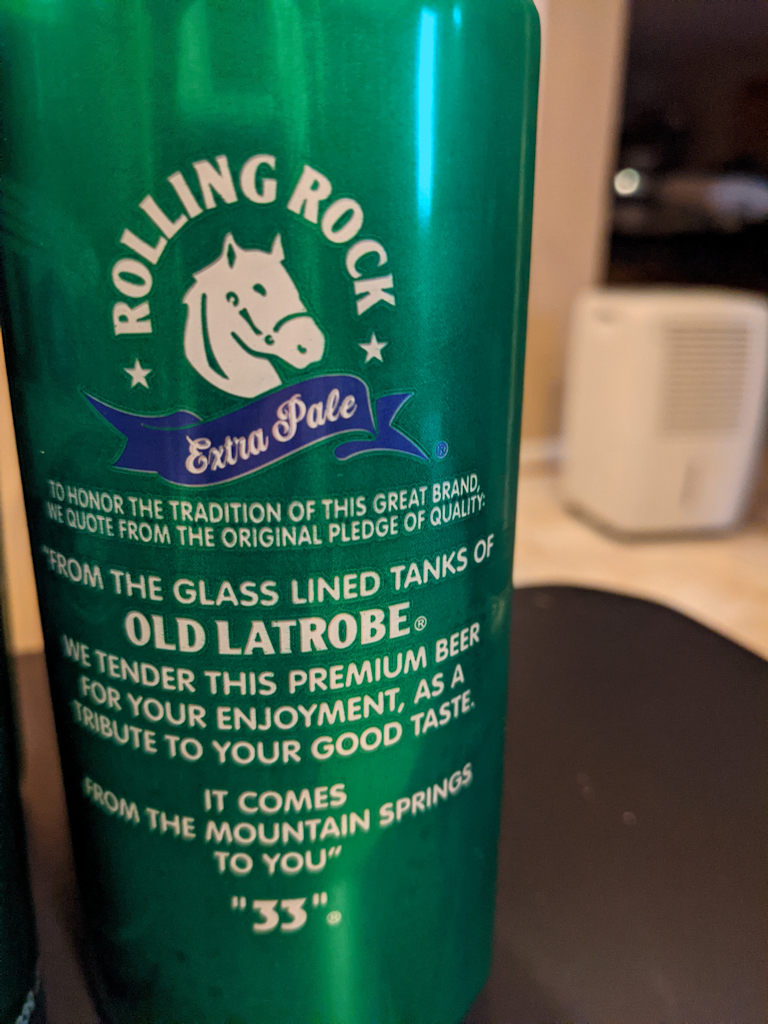 ROLLING ROCK
Extra Pale
®
TO HONOR THE TRADITION OF THIS GREAT BRAND,
WE QUOTE FROM THE ORIGINAL PLEDGE OF QUALITY:
"FROM THE GLASS LINED TANKS OF
OLD LATROBE®
WE TENDER THIS PREMIUM BEER
FOR YOUR ENJOYMENT, AS A
TRIBUTE TO YOUR GOOD TASTE.
IT COMES
FROM THE MOUNTAIN SPRINGS
TO YOU"
"33"®